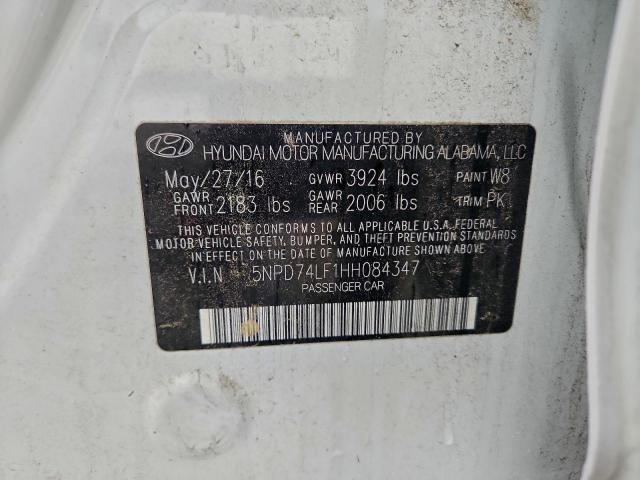 MANUFACTURED BY
HYUNDAI MOTOR MANUFACTURING ALABAMA, LLC
May/27/16 GVWR 3924 lbs PAINT W8
GAWR FRONT 2183 lbs GAWR REAR 2006 lbs TRIM PK
THIS VEHICLE CONFORMS TO ALL APPLICABLE U.S.A. FEDERAL
MOTOR VEHICLE SAFETY, BUMPER, AND THEFT PREVENTION STANDARDS
IN EFFECT ON THE DATE OF MANUFACTURE SHOWN ABOVE.
V.I.N 5NPD74LF1HH084347
PASSENGER CAR